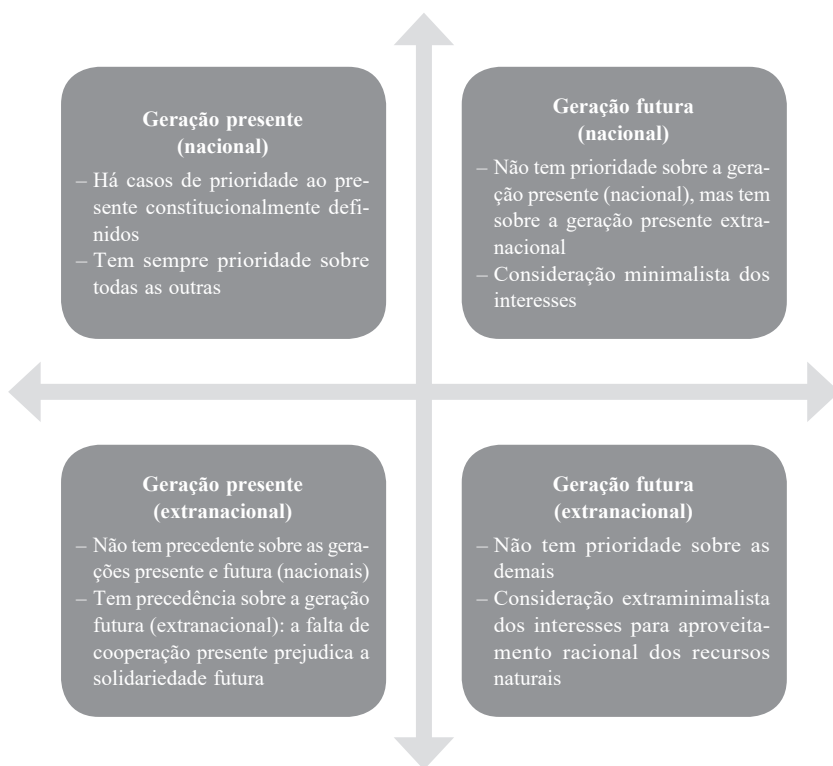 Geração presente
(nacional)
– Há casos de prioridade ao pre-
sente constitucionalmente defi-
nidos
– Tem sempre prioridade sobre
todas as outras
Geração futura
(nacional)
– Não tem prioridade sobre a gera-
ção presente (nacional), mas tem
sobre a geração presente extra-
nacional
– Consideração minimalista dos
interesses
Geração presente
(extranacional)
– Não tem precedente sobre as gera-
ções presente e futura (nacionais)
– Tem precedência sobre a geração
futura (extranacional): a falta de
cooperação presente prejudica a
solidariedade futura
Geração futura
(extranacional)
– Não tem prioridade sobre as
demais
– Consideração extraminimalista
dos interesses para aproveita-
mento racional dos recursos
naturais